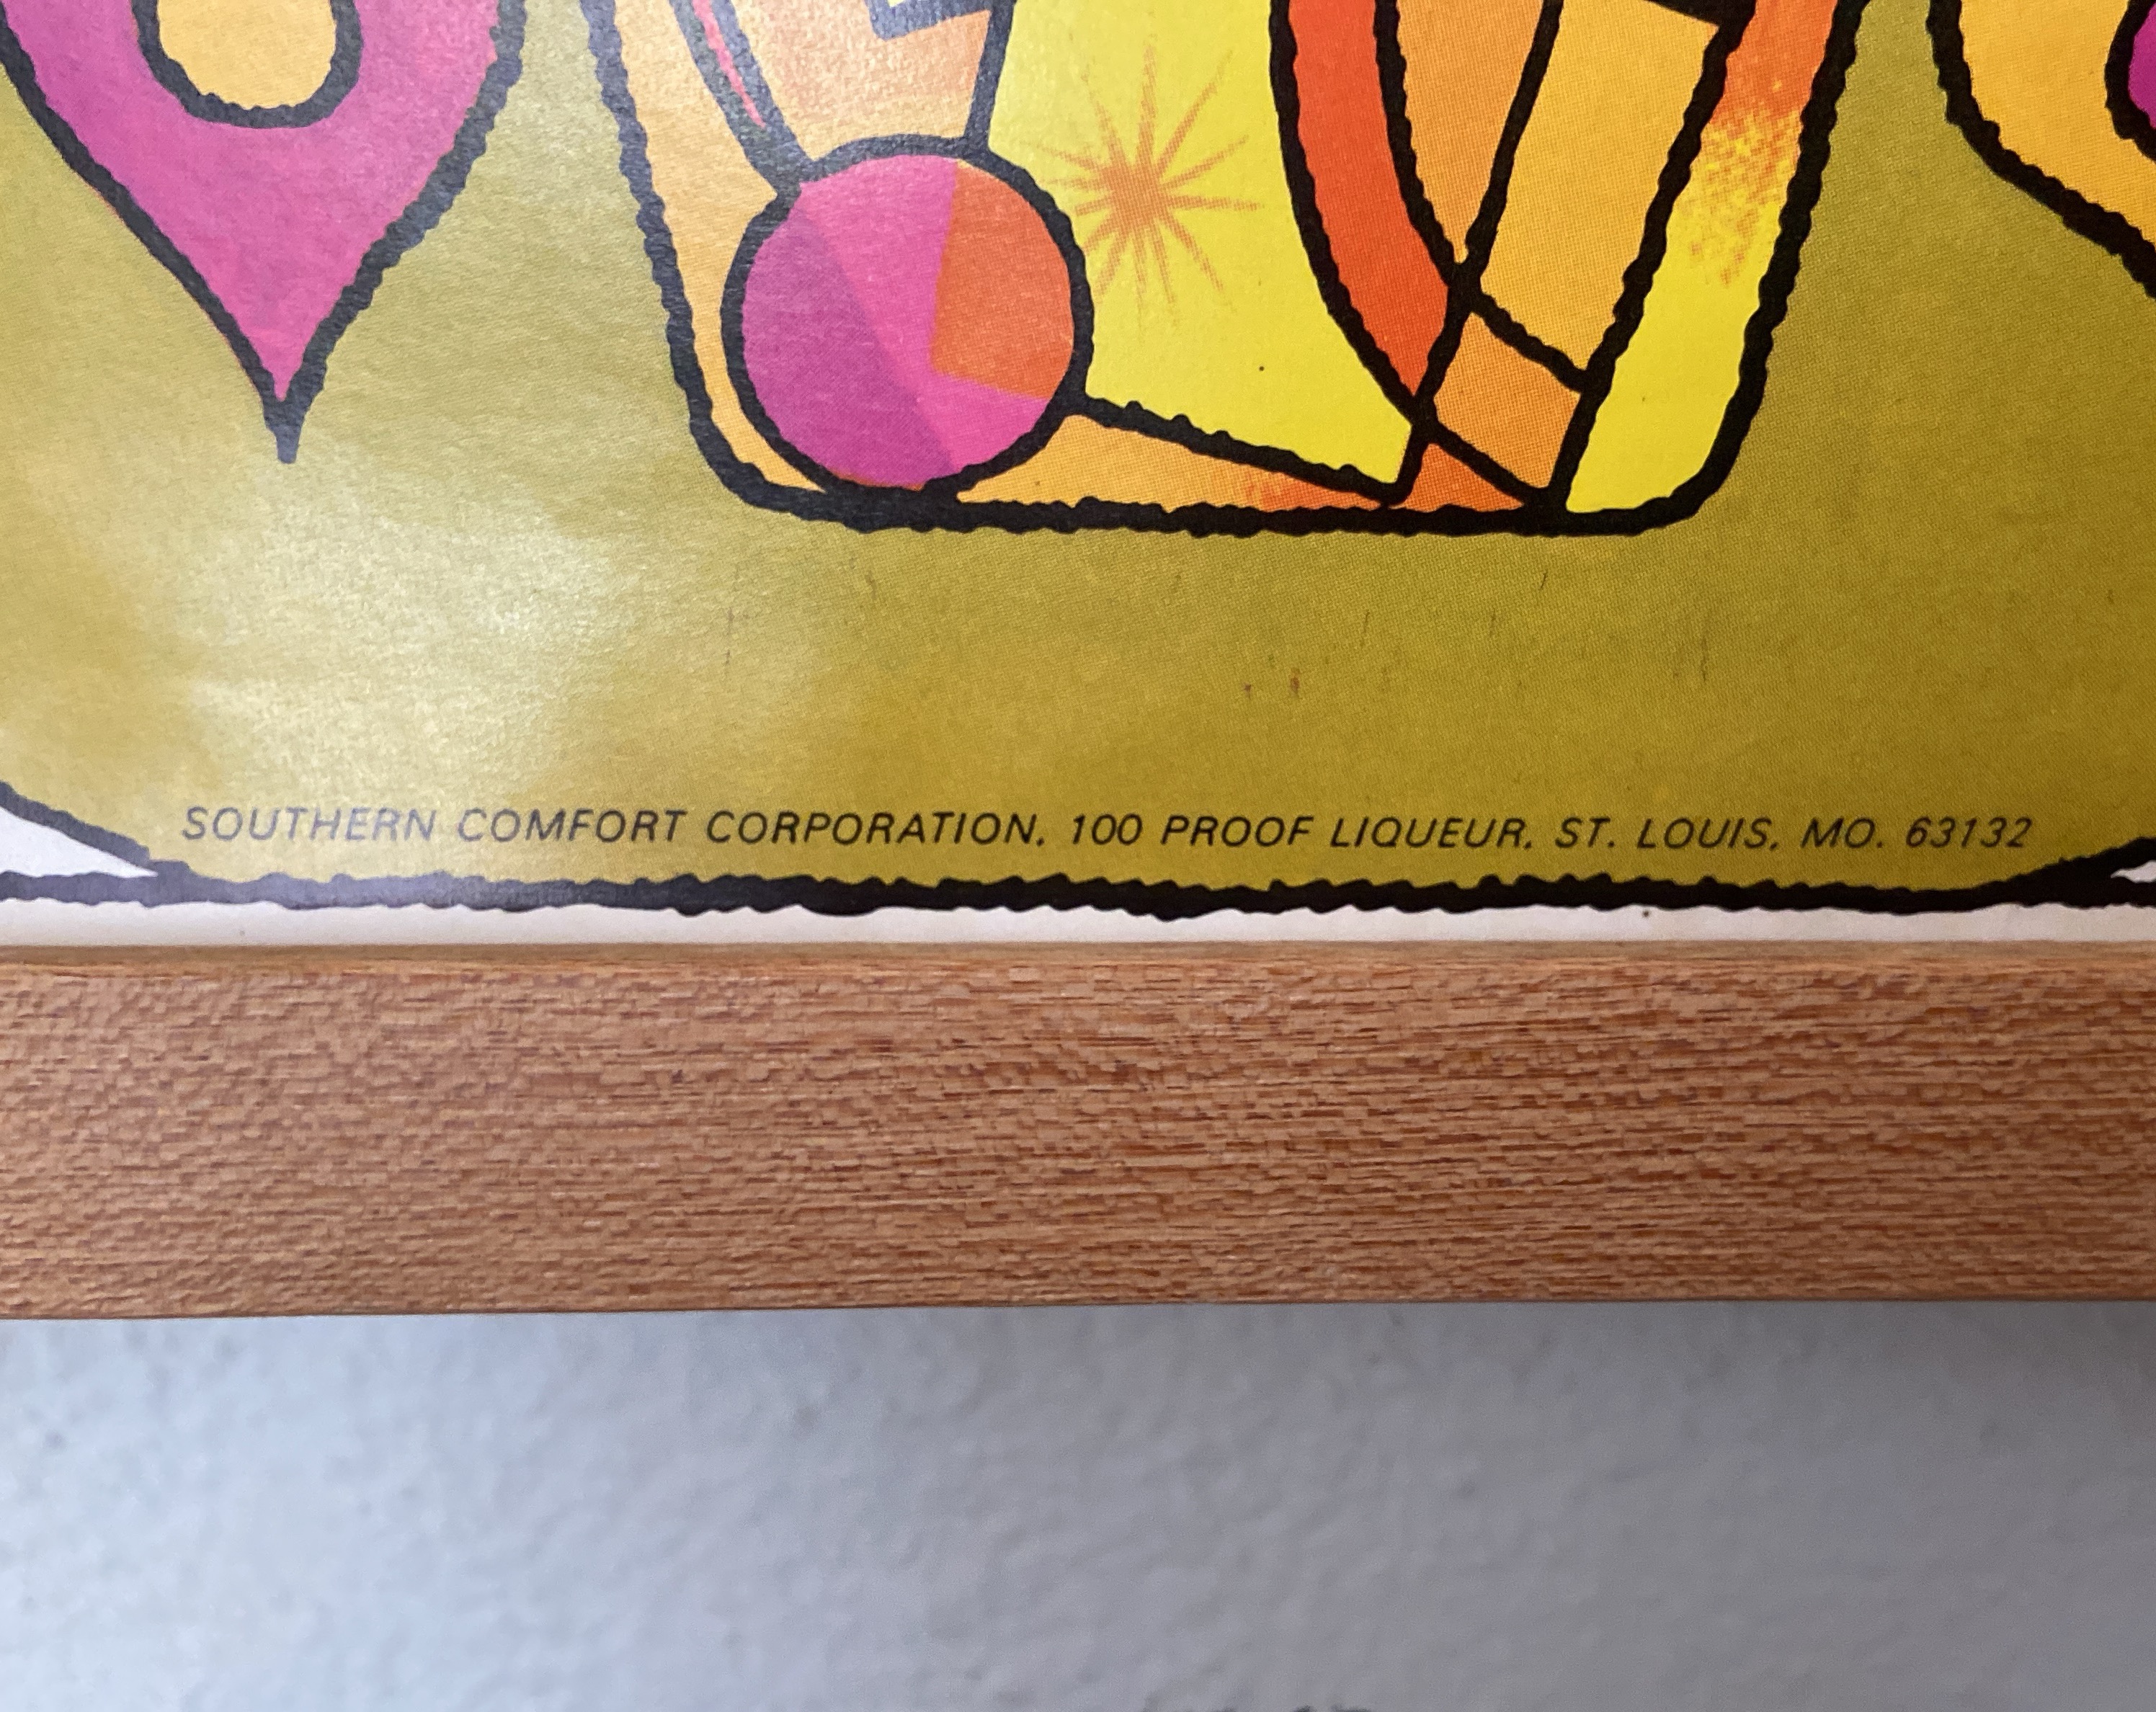 SOUTHERN COMFORT CORPORATION, 100 PROOF LIQUEUR, ST. LOUIS, MO. 63132